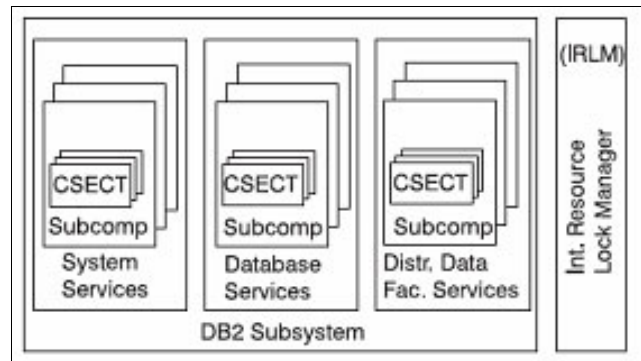 CSECT
Subcomp
System
Services
CSECT
Subcomp
Database
Services
CSECT
Subcomp
Distr. Data
Fac. Services
DB2 Subsystem
(IRLM)
Int. Resource
Lock Manager